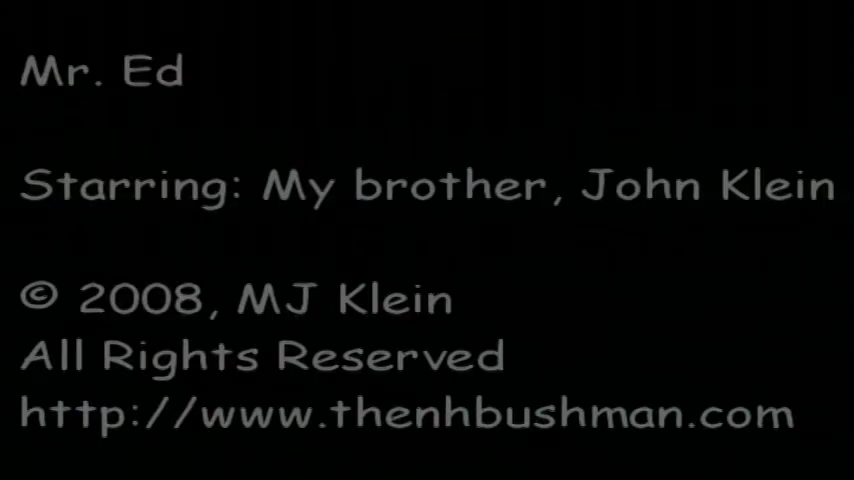 Mr. Ed
Starring: My brother, John Klein
© 2008, MJ Klein
All Rights Reserved
http://www.thenhbushman.com